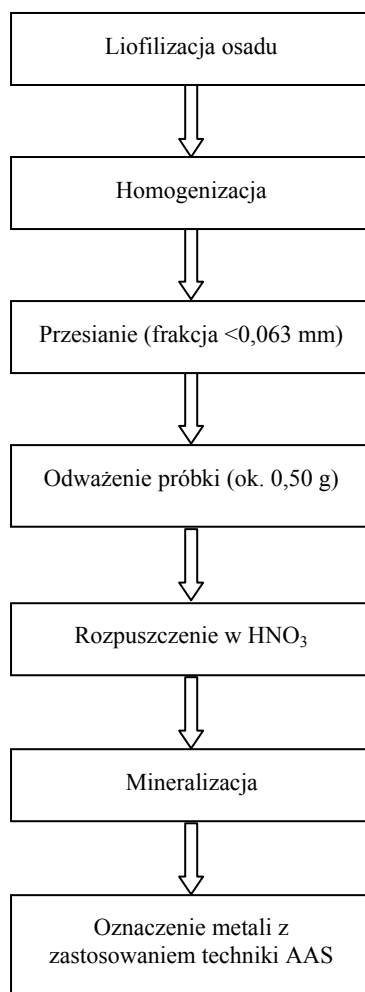 Liofilizacja osadu
Homogenizacja
Przesianie (frakcja <0,063 mm)
Odważenie próbki (ok. 0,50 g)
Rozpuszczenie w HNO₃
Mineralizacja
Oznaczenie metali z
zastosowaniem techniki AAS